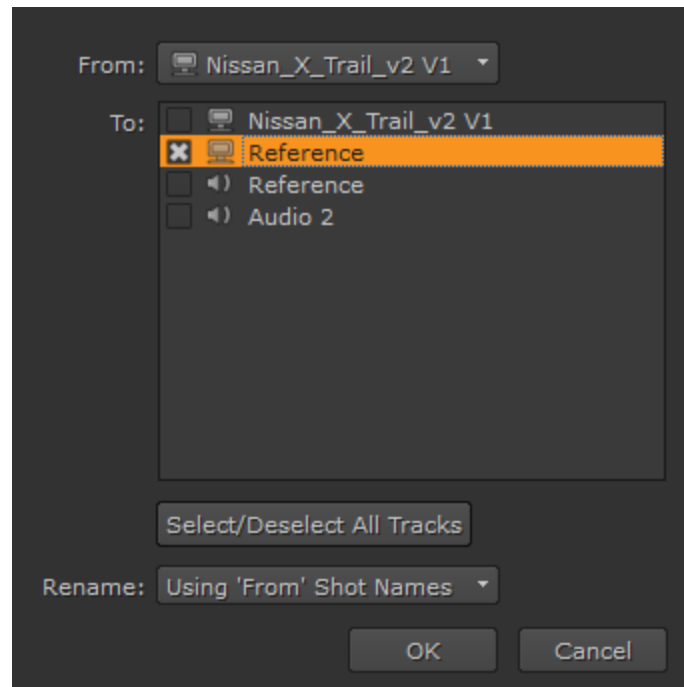 From: Nissan_X_Trail_v2 V1
To: Nissan_X_Trail_v2 V1
Reference
Reference
Audio 2
Select/Deselect All Tracks
Rename: Using 'From' Shot Names
OK Cancel